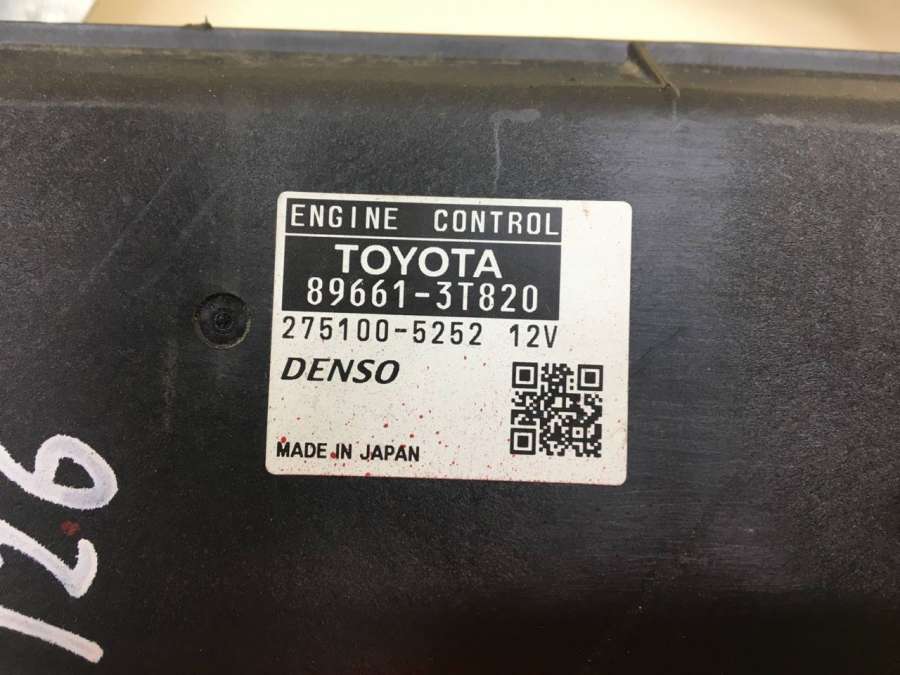 ENGINE CONTROL
TOYOTA
89661-3T820
275100-5252 12V
DENSO
MADE IN JAPAN